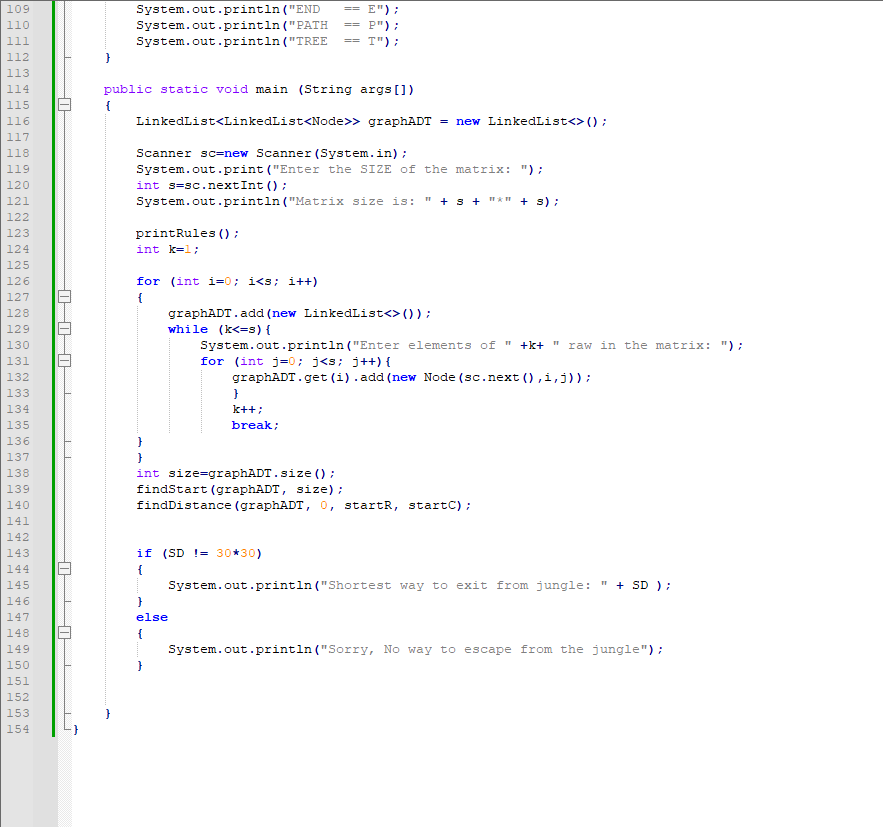 109 System.out.println("END   == E");
110 System.out.println("PATH  == P");
111 System.out.println("TREE  == T");
112 }
113
114 public static void main (String args[])
115 {
116 LinkedList<LinkedList<Node>> graphADT = new LinkedList<>();
117
118 Scanner sc=new Scanner(System.in);
119 System.out.print("Enter the SIZE of the matrix: ");
120 int s=sc.nextInt();
121 System.out.println("Matrix size is: " + s + "*" + s);
122
123 printRules();
124 int k=1;
125
126 for (int i=0; i<s; i++)
127 {
128 graphADT.add(new LinkedList<>());
129 while (k<=s){
130 System.out.println("Enter elements of " +k+ " raw in the matrix: ");
131 for (int j=0; j<s; j++){
132 graphADT.get(i).add(new Node(sc.next(),i,j));
133 }
134 k++;
135 break;
136 }
137 }
138 int size=graphADT.size();
139 findStart(graphADT, size);
140 findDistance(graphADT, 0, startR, startC);
141
142
143 if (SD != 30*30)
144 {
145 System.out.println("Shortest way to exit from jungle: " + SD );
146 }
147 else
148 {
149 System.out.println("Sorry, No way to escape from the jungle");
150 }
151
152
153 }
154 }